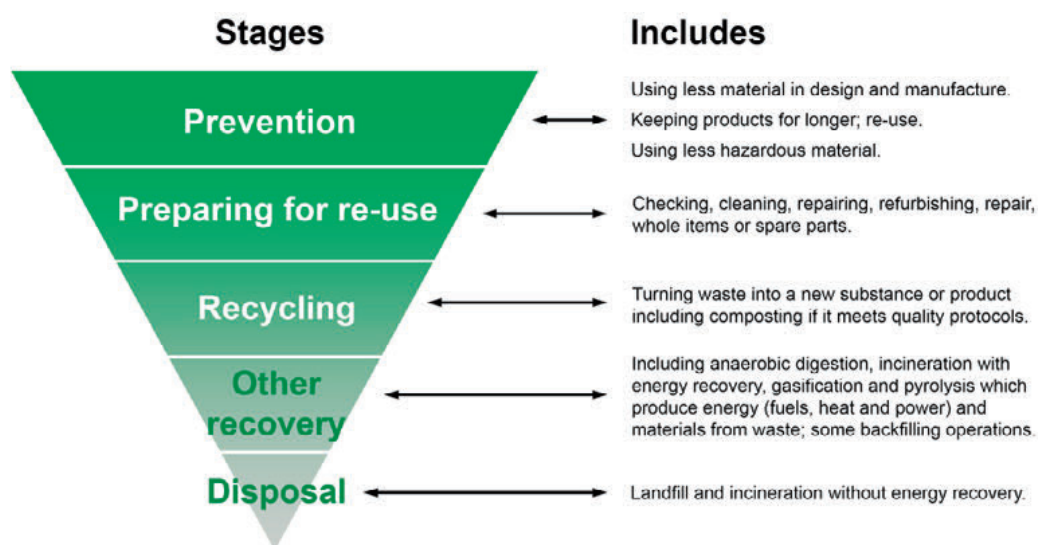 Stages
Includes
Prevention
Using less material in design and manufacture.
Keeping products for longer; re-use.
Using less hazardous material.
Preparing for re-use
Checking, cleaning, repairing, refurbishing, repair,
whole items or spare parts.
Recycling
Turning waste into a new substance or product
including composting if it meets quality protocols.
Other
recovery
Including anaerobic digestion, incineration with
energy recovery, gasification and pyrolysis which
produce energy (fuels, heat and power) and
materials from waste; some backfilling operations.
Disposal
Landfill and incineration without energy recovery.